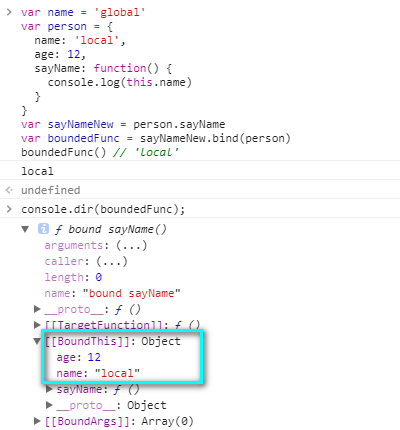 > var name = 'global'
var person = {
  name: 'local',
  age: 12,
  sayName: function() {
    console.log(this.name)
  }
}
var sayNameNew = person.sayName
var boundedFunc = sayNameNew.bind(person)
boundedFunc() // 'local'
local
undefined
> console.dir(boundedFunc);
▼ i ƒ bound sayName()
arguments: (...)
caller: (...)
length: 0
name: "bound sayName"
▶ __proto__: ƒ ()
▶ [[TargetFunction]]: ƒ ()
▼ [[BoundThis]]: Object
age: 12
name: "local"
▶ sayName: ƒ ()
▶ __proto__: Object
▶ [[BoundArgs]]: Array(0)